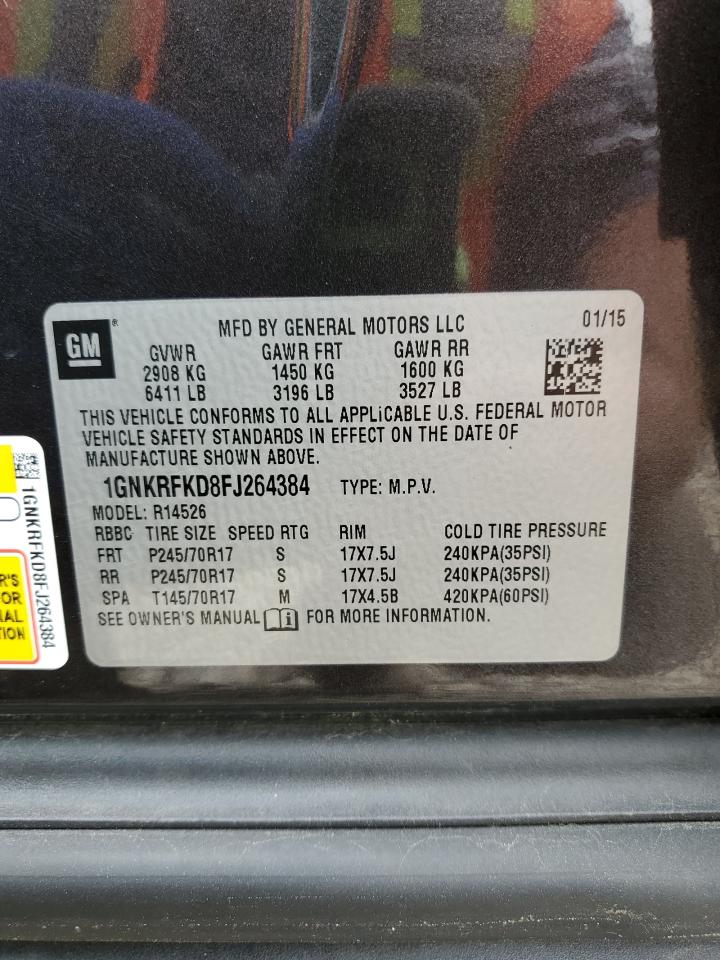 GM®
MFD BY GENERAL MOTORS LLC 01/15
GVWR GAWR FRT GAWR RR
2908 KG 1450 KG 1600 KG
6411 LB 3196 LB 3527 LB
THIS VEHICLE CONFORMS TO ALL APPLiCABLE U.S. FEDERAL MOTOR
VEHICLE SAFETY STANDARDS IN EFFECT ON THE DATE OF
MANUFACTURE SHOWN ABOVE.
1GNKRFKD8FJ264384 TYPE: M.P.V.
MODEL: R14526
RBBC TIRE SIZE SPEED RTG RIM COLD TIRE PRESSURE
FRT P245/70R17 S 17X7.5J 240KPA(35PSI)
RR P245/70R17 S 17X7.5J 240KPA(35PSI)
SPA T145/70R17 M 17X4.5B 420KPA(60PSI)
SEE OWNER'S MANUAL FOR MORE INFORMATION.
1GNKRFKD8FJ264384
R'S
FOR